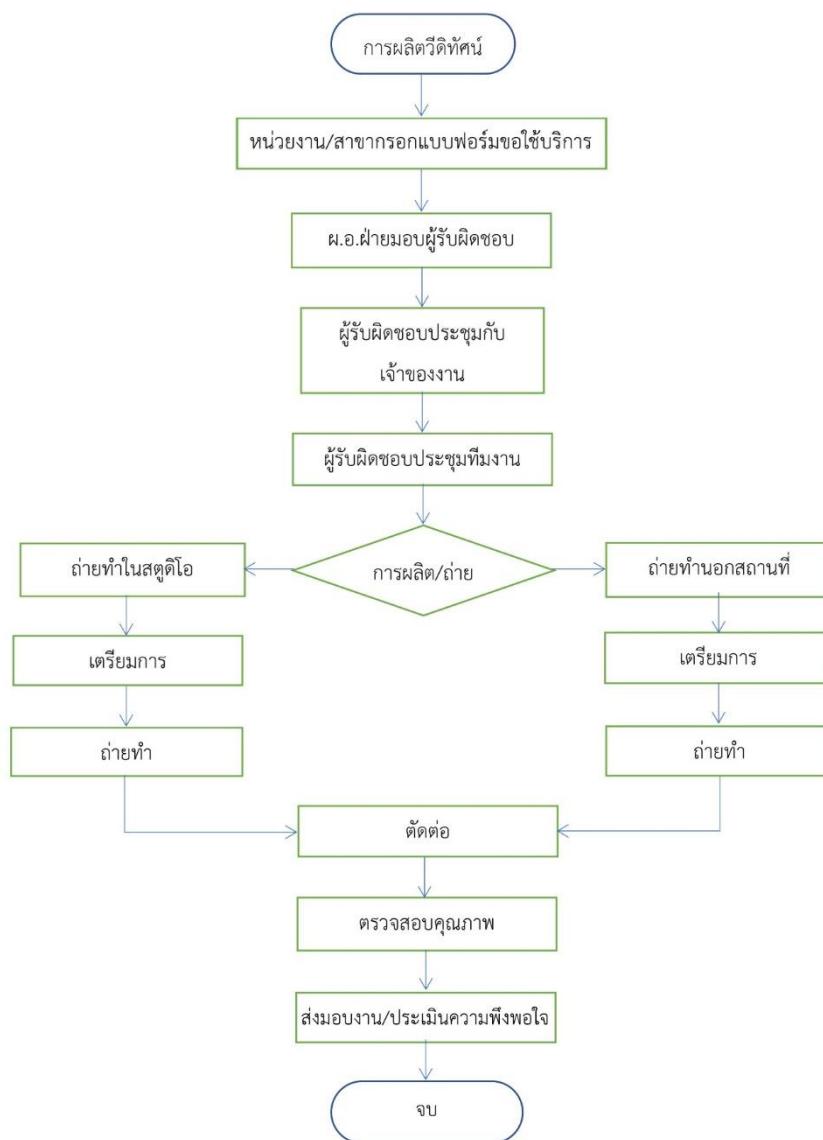 การผลิตวีดิทัศน์
หน่วยงาน/สาขากรอกแบบฟอร์มขอใช้บริการ
ผ.อ.ฝ่ายมอบผู้รับผิดชอบ
ผู้รับผิดชอบประชุมกับ
เจ้าของงาน
ผู้รับผิดชอบประชุมทีมงาน
ถ่ายทำในสตูดิโอ
การผลิต/ถ่าย
ถ่ายทำนอกสถานที่
เตรียมการ
เตรียมการ
ถ่ายทำ
ถ่ายทำ
ตัดต่อ
ตรวจสอบคุณภาพ
ส่งมอบงาน/ประเมินความพึงพอใจ
จบ